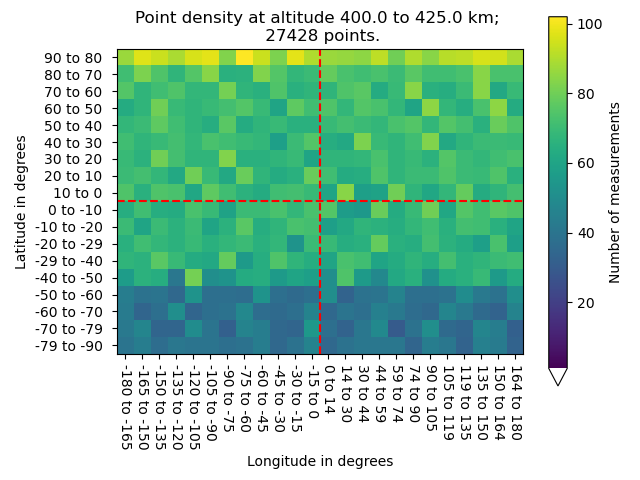 Point density at altitude 400.0 to 425.0 km;
27428 points.
100
80
60
40
20
Number of measurements
Latitude in degrees
90 to 80
80 to 70
70 to 60
60 to 50
50 to 40
40 to 30
30 to 20
20 to 10
10 to 0
0 to -10
-10 to -20
-20 to -29
-29 to -40
-40 to -50
-50 to -60
-60 to -70
-70 to -79
-79 to -90
-180 to -165
-165 to -150
-150 to -135
-135 to -120
-120 to -105
-105 to -90
-90 to -75
-75 to -60
-60 to -45
-45 to -30
-30 to -15
-15 to 0
0 to 14
14 to 30
30 to 44
44 to 59
59 to 74
74 to 90
90 to 105
105 to 119
119 to 135
135 to 150
150 to 164
164 to 180
Longitude in degrees